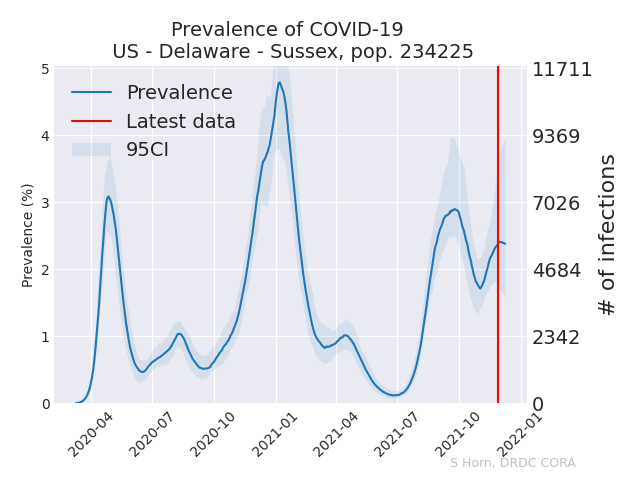 Prevalence of COVID-19
US - Delaware - Sussex, pop. 234225
Prevalence
Latest data
95CI
Prevalence (%)
5
4
3
2
1
0
11711
9369
7026
4684
2342
0
# of infections
2020-04
2020-07
2020-10
2021-01
2021-04
2021-07
2021-10
2022-01
S Horn, DRDC CORA